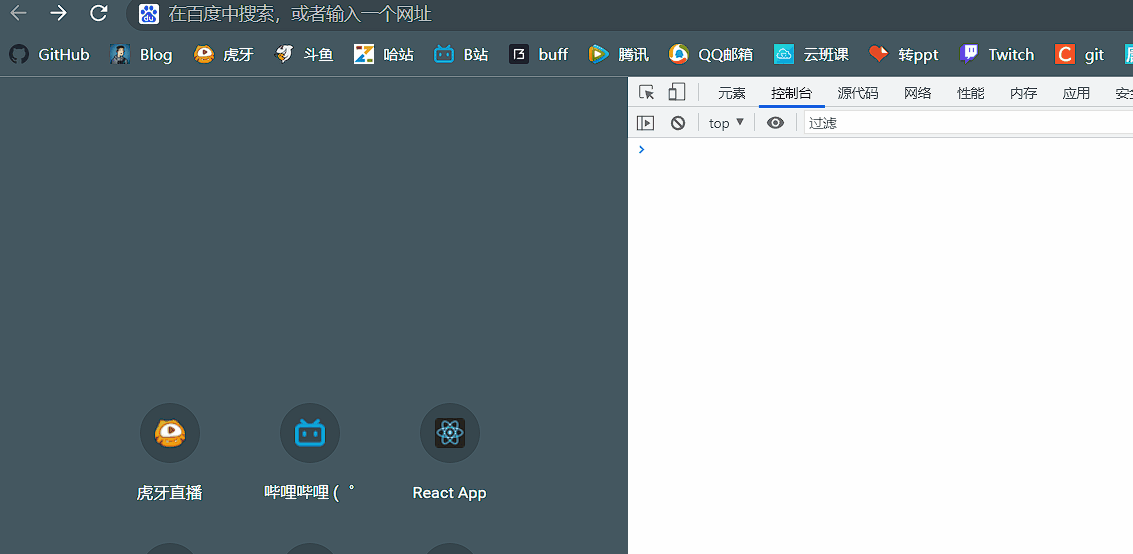 在百度中搜索，或者输入一个网址
GitHub Blog 虎牙 斗鱼 哈站 B站 buff 腾讯 QQ邮箱 云班课 转ppt Twitch git
元素 控制台 源代码 网络 性能 内存 应用 安
top 过滤
虎牙直播 哔哩哔哩 ( ゜ React App